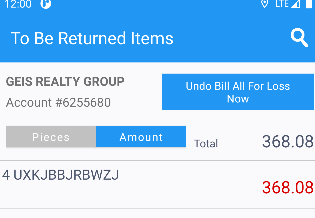 12:00 LTE
To Be Returned Items
GEIS REALTY GROUP
Account #6255680
Undo Bill All For Loss
Now
Pieces Amount Total 368.08
4 UXKJBBJRBWZJ
368.08